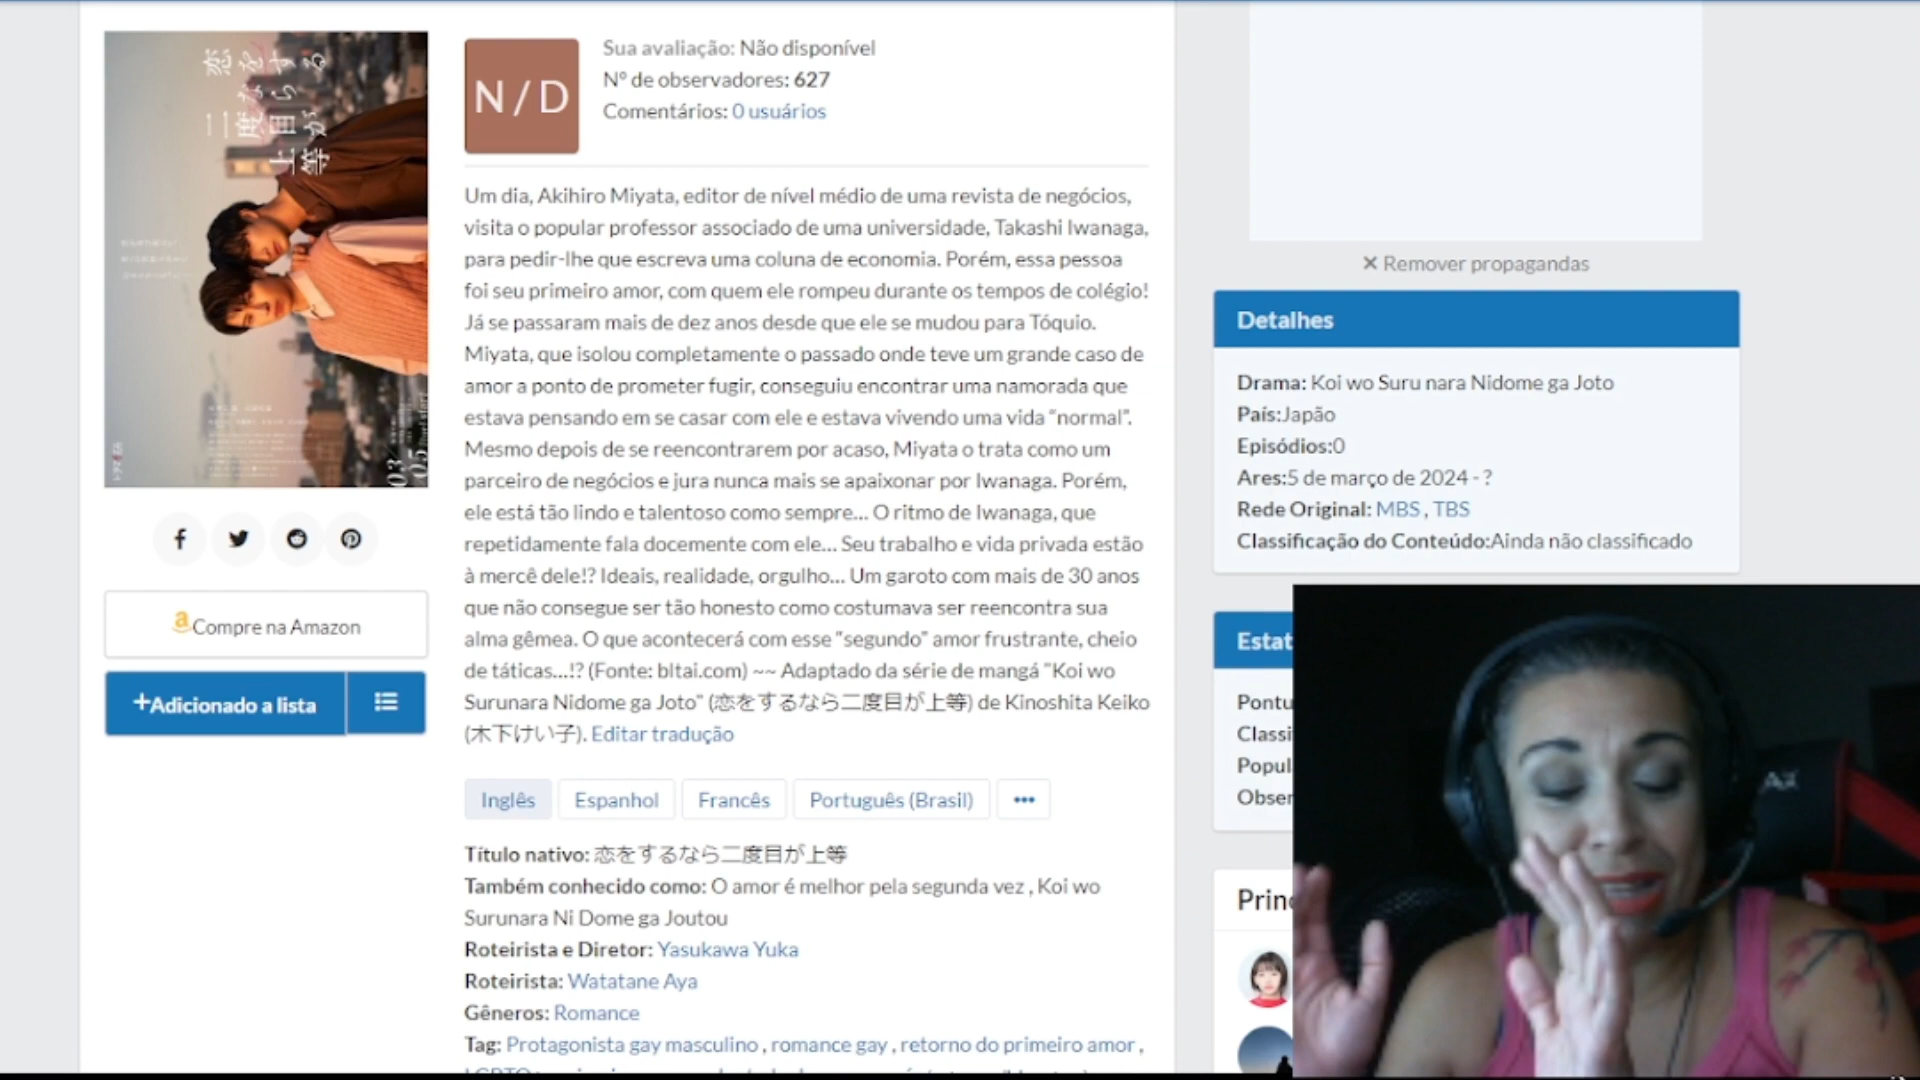 恋をする
なら
二度目が
上等
03
05
N / D
Sua avaliação: Não disponível
Nº de observadores: 627
Comentários: 0 usuários
Um dia, Akihiro Miyata, editor de nível médio de uma revista de negócios,
visita o popular professor associado de uma universidade, Takashi Iwanaga,
para pedir-lhe que escreva uma coluna de economia. Porém, essa pessoa
foi seu primeiro amor, com quem ele rompeu durante os tempos de colégio!
Já se passaram mais de dez anos desde que ele se mudou para Tóquio.
Miyata, que isolou completamente o passado onde teve um grande caso de
amor a ponto de prometer fugir, conseguiu encontrar uma namorada que
estava pensando em se casar com ele e estava vivendo uma vida “normal”.
Mesmo depois de se reencontrarem por acaso, Miyata o trata como um
parceiro de negócios e jura nunca mais se apaixonar por Iwanaga. Porém,
ele está tão lindo e talentoso como sempre... O ritmo de Iwanaga, que
repetidamente fala docemente com ele... Seu trabalho e vida privada estão
à mercê dele!? Ideais, realidade, orgulho... Um garoto com mais de 30 anos
que não consegue ser tão honesto como costumava ser reencontra sua
alma gêmea. O que acontecerá com esse “segundo” amor frustrante, cheio
de táticas...!? (Fonte: bltai.com) ~~ Adaptado da série de mangá "Koi wo
Surunara Nidome ga Joto" (恋をするなら二度目が上等) de Kinoshita Keiko
(木下けい子). Editar tradução
Inglês
Espanhol
Francês
Português (Brasil)
•••
Título nativo: 恋をするなら二度目が上等
Também conhecido como: O amor é melhor pela segunda vez , Koi wo
Surunara Ni Dome ga Joutou
Roteirista e Diretor: Yasukawa Yuka
Roteirista: Watatane Aya
Gêneros: Romance
Tag: Protagonista gay masculino , romance gay , retorno do primeiro amor ,
Compre na Amazon
+Adicionado a lista
✕ Remover propagandas
Detalhes
Drama: Koi wo Suru nara Nidome ga Joto
País:Japão
Episódios:0
Ares:5 de março de 2024 - ?
Rede Original: MBS , TBS
Classificação do Conteúdo:Ainda não classificado
Estat
Pontu
Classi
Popul
Obser
Princ
AX